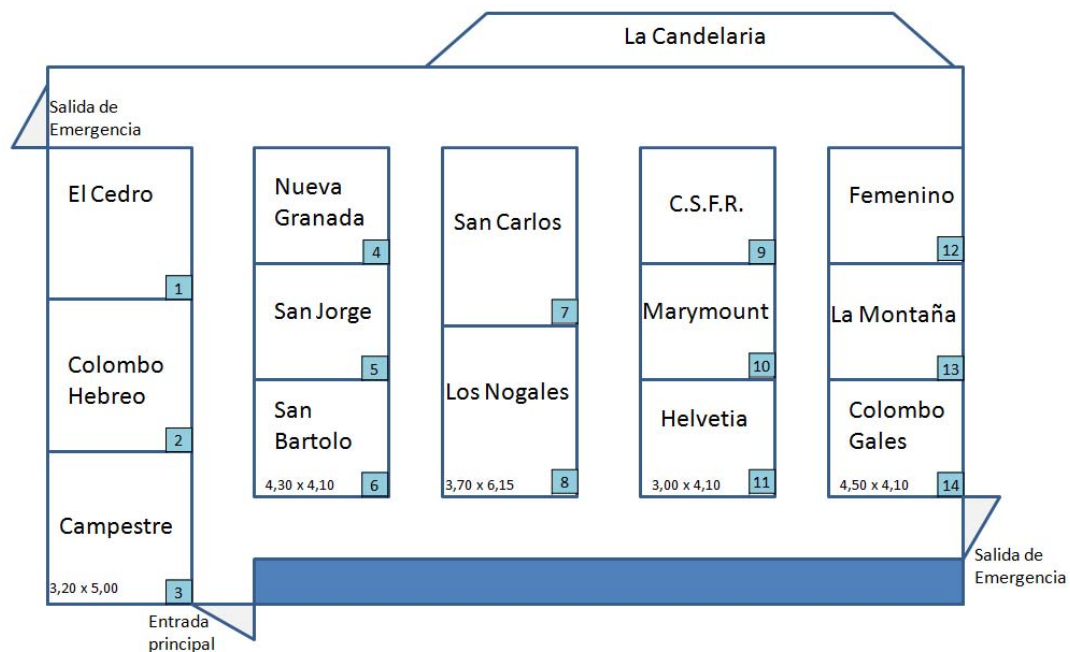 La Candelaria
Salida de
Emergencia
El Cedro
1
Colombo
Hebreo
2
Campestre
3,20 x 5,00
3
Entrada
principal
Nueva
Granada
4
San Jorge
5
San
Bartolo
4,30 x 4,10
6
San Carlos
7
Los Nogales
3,70 x 6,15
8
C.S.F.R.
9
Marymount
10
Helvetia
3,00 x 4,10
11
Femenino
12
La Montaña
13
Colombo
Gales
4,50 x 4,10
14
Salida de
Emergencia